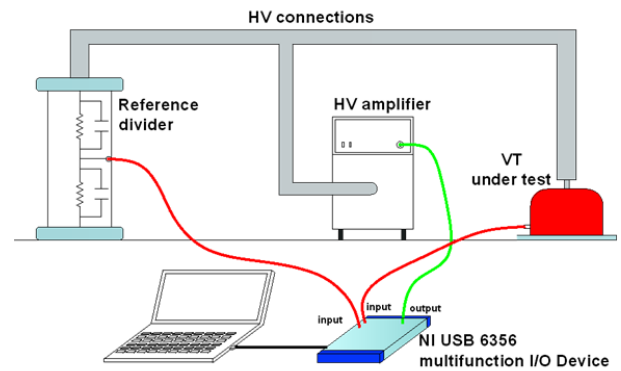 HV connections
Reference
divider
HV amplifier
VT
under test
input
input
output
NI USB 6356
multifunction I/O Device